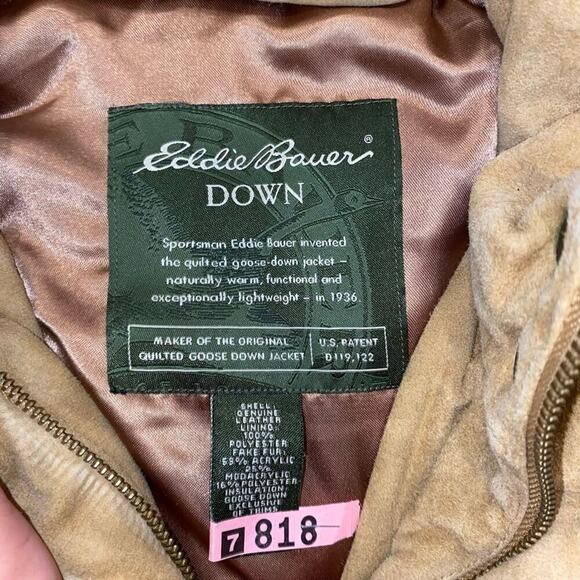 Eddie Bauer®
DOWN
Sportsman Eddie Bauer invented
the quilted goose-down jacket –
naturally warm, functional and
exceptionally lightweight – in 1936.
MAKER OF THE ORIGINAL
QUILTED GOOSE DOWN JACKET
U.S. PATENT
D119,122
SHELL:
GENUINE
LEATHER
LINING:
100%
POLYESTER
FAKE FUR:
59% ACRYLIC
25%
MODACRYLIC
16% POLYESTER
INSULATION:
GOOSE DOWN
EXCLUSIVE
OF TRIMS
7 818